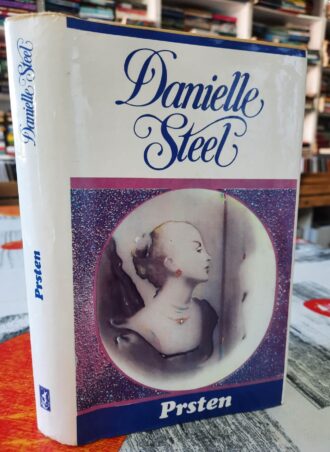 Danielle
Steel
Prsten
Danielle Steel
Prsten